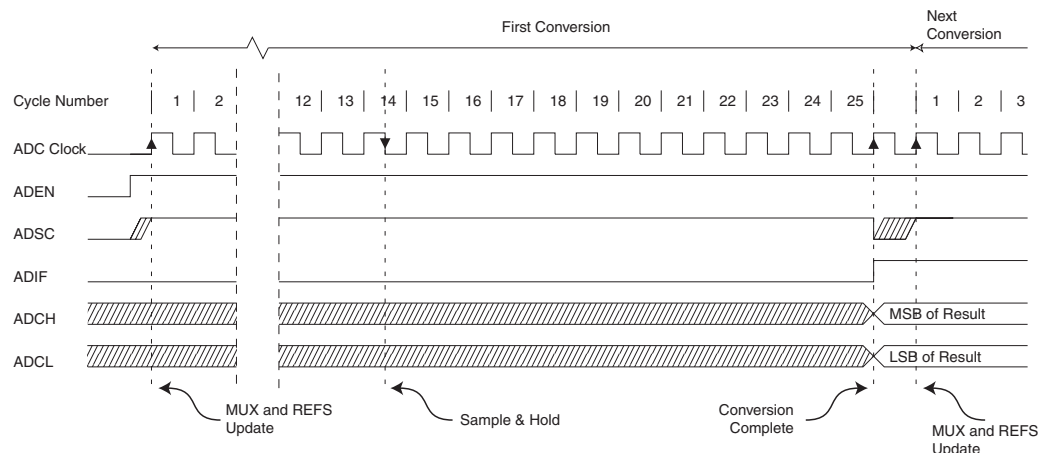 First Conversion
Next
Conversion
Cycle Number 1 2 12 13 14 15 16 17 18 19 20 21 22 23 24 25 1 2 3
ADC Clock
ADEN
ADSC
ADIF
ADCH
MSB of Result
ADCL
LSB of Result
MUX and REFS
Update
Sample & Hold
Conversion
Complete
MUX and REFS
Update